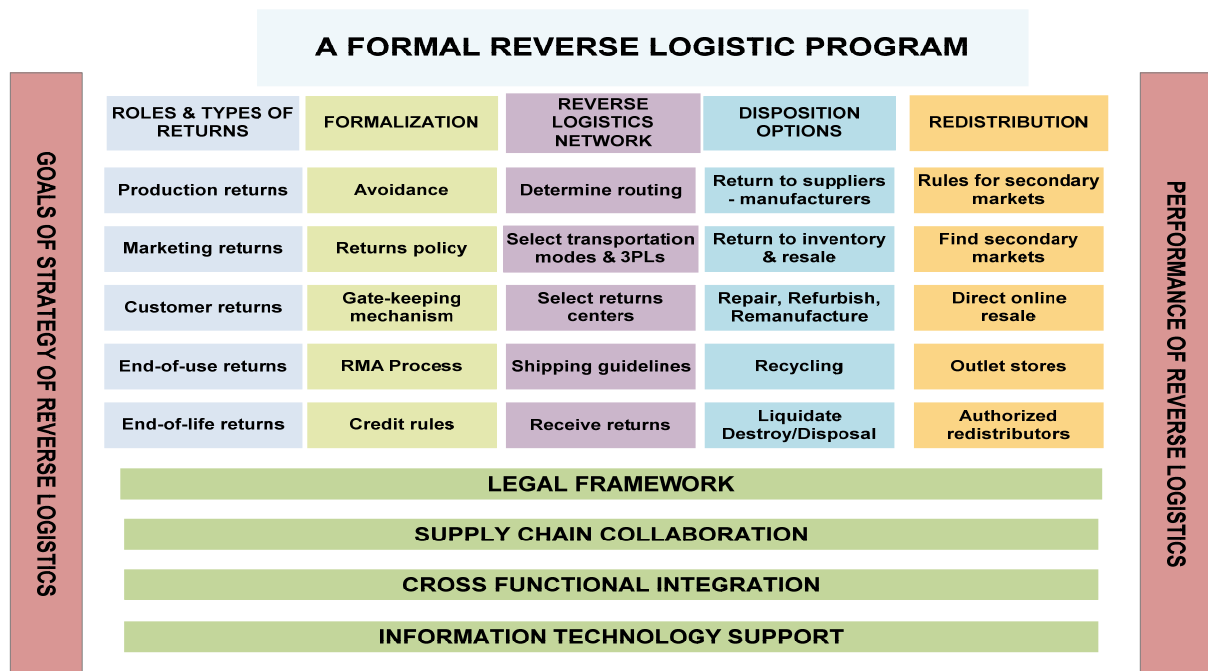 A FORMAL REVERSE LOGISTIC PROGRAM
GOALS OF STRATEGY OF REVERSE LOGISTICS
ROLES & TYPES OF
RETURNS
Production returns
Marketing returns
Customer returns
End-of-use returns
End-of-life returns
FORMALIZATION
Avoidance
Returns policy
Gate-keeping
mechanism
RMA Process
Credit rules
REVERSE
LOGISTICS
NETWORK
Determine routing
Select transportation
modes & 3PLs
Select returns
centers
Shipping guidelines
Receive returns
DISPOSITION
OPTIONS
Return to suppliers
- manufacturers
Return to inventory
& resale
Repair, Refurbish,
Remanufacture
Recycling
Liquidate
Destroy/Disposal
REDISTRIBUTION
Rules for secondary
markets
Find secondary
markets
Direct online
resale
Outlet stores
Authorized
redistributors
LEGAL FRAMEWORK
SUPPLY CHAIN COLLABORATION
CROSS FUNCTIONAL INTEGRATION
INFORMATION TECHNOLOGY SUPPORT
PERFORMANCE OF REVERSE LOGISTICS